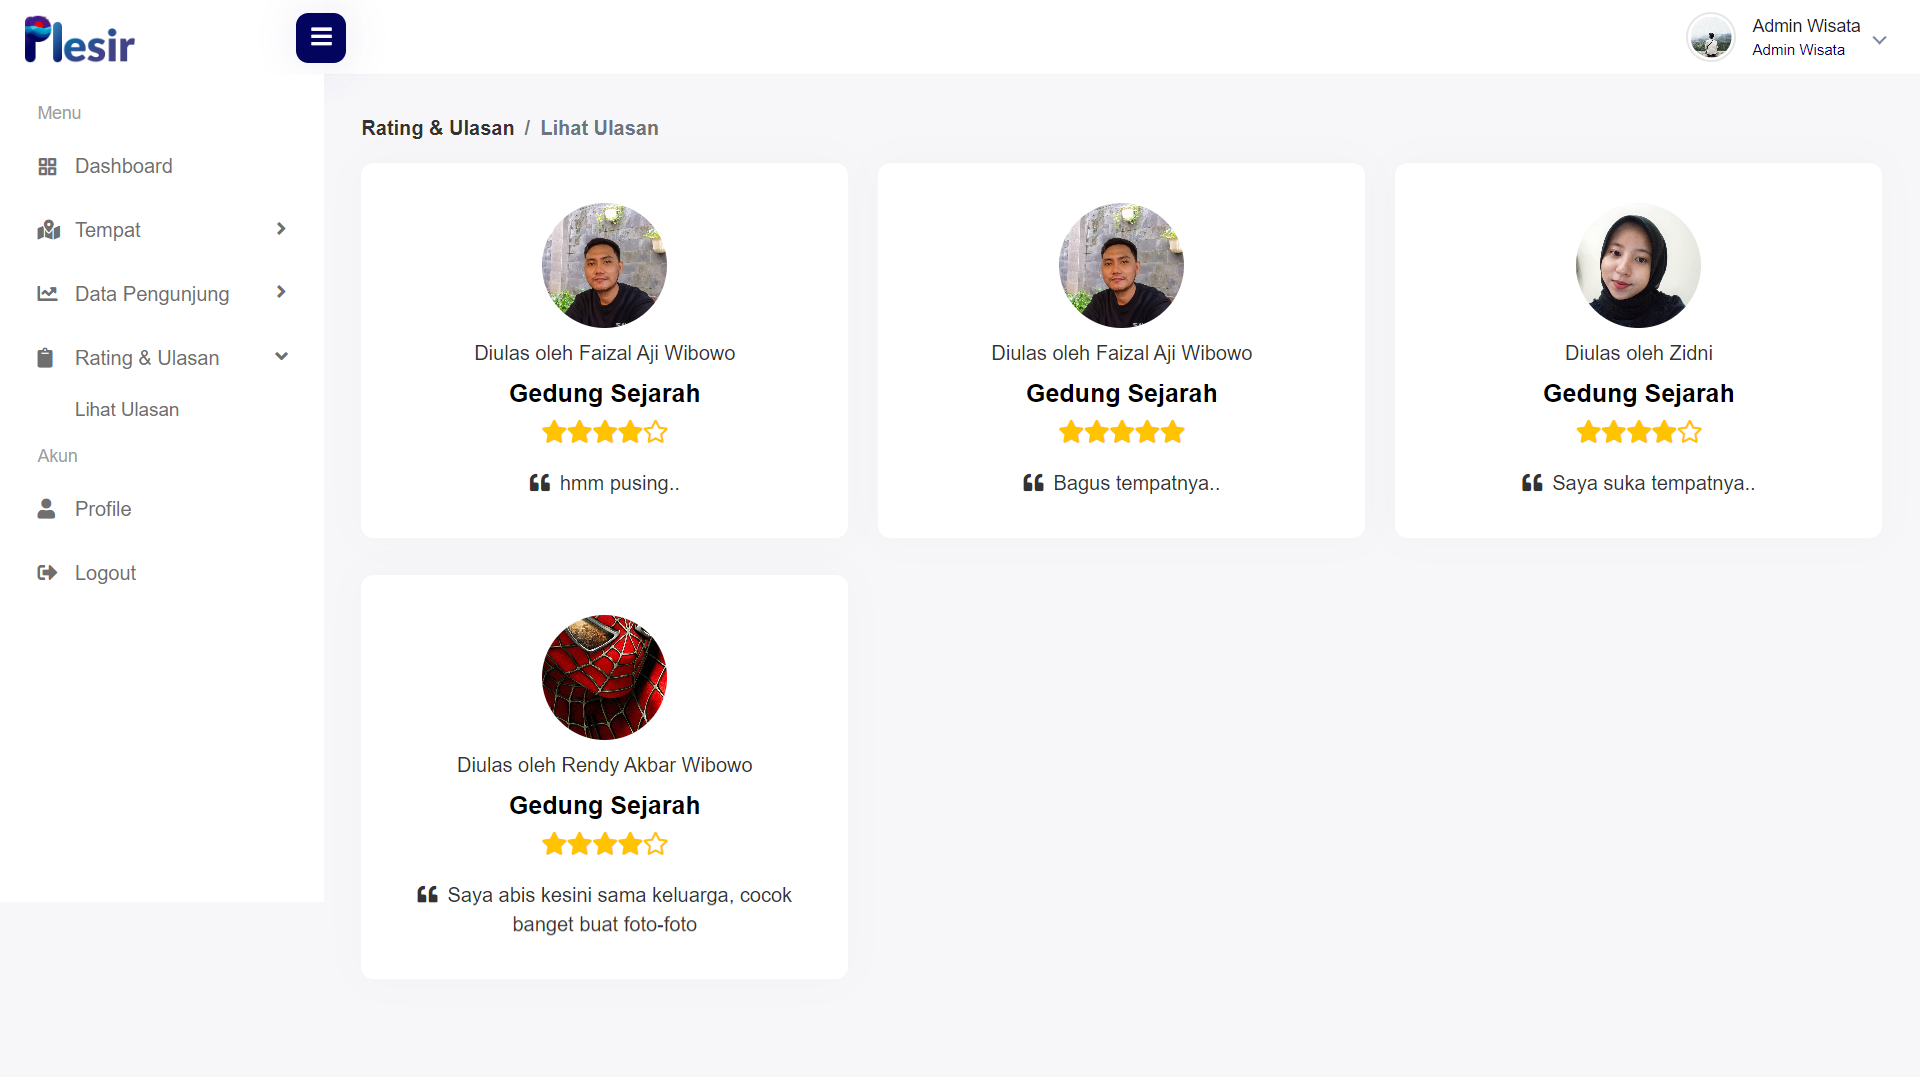 Plesir
Admin Wisata
Admin Wisata
Menu
Dashboard
Tempat
Data Pengunjung
Rating & Ulasan
Lihat Ulasan
Akun
Profile
Logout
Rating & Ulasan / Lihat Ulasan
Diulas oleh Faizal Aji Wibowo
Gedung Sejarah
hmm pusing..
Diulas oleh Faizal Aji Wibowo
Gedung Sejarah
Bagus tempatnya..
Diulas oleh Zidni
Gedung Sejarah
Saya suka tempatnya..
Diulas oleh Rendy Akbar Wibowo
Gedung Sejarah
Saya abis kesini sama keluarga, cocok
banget buat foto-foto